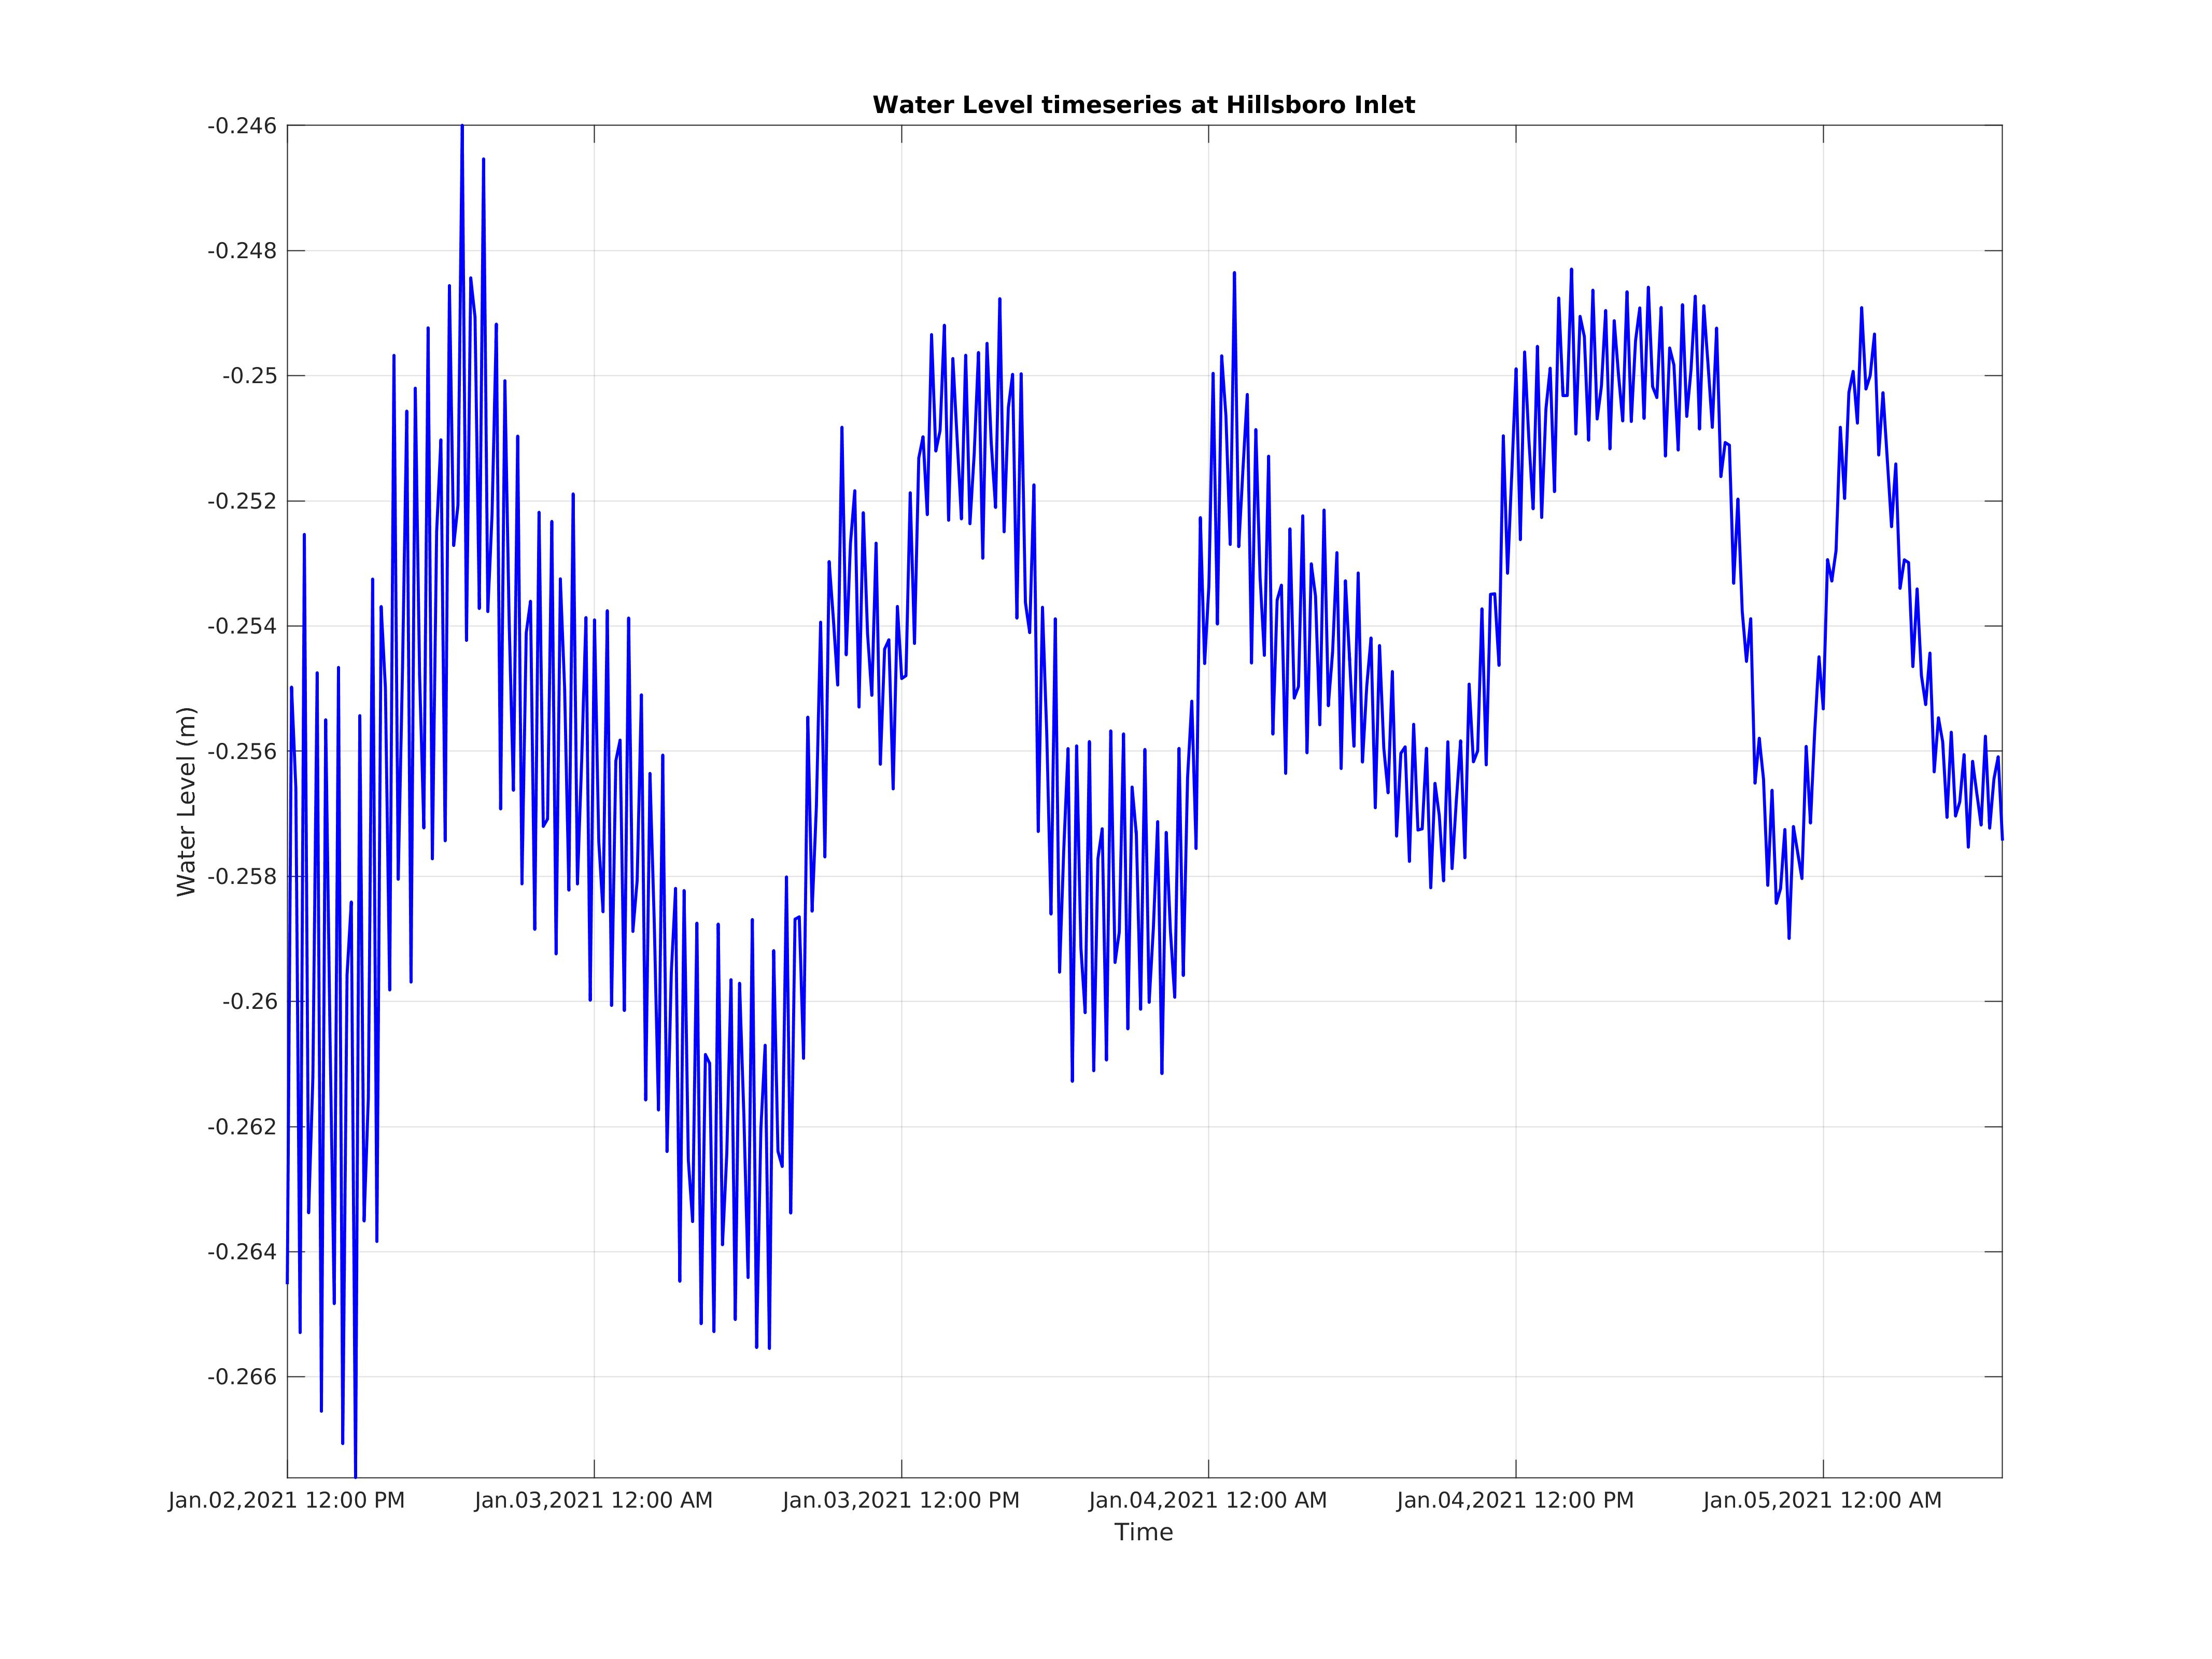 Water Level timeseries at Hillsboro Inlet
-0.246
-0.248
-0.25
-0.252
-0.254
-0.256
-0.258
-0.26
-0.262
-0.264
-0.266
Water Level (m)
Jan.02,2021 12:00 PM Jan.03,2021 12:00 AM Jan.03,2021 12:00 PM Jan.04,2021 12:00 AM Jan.04,2021 12:00 PM Jan.05,2021 12:00 AM
Time